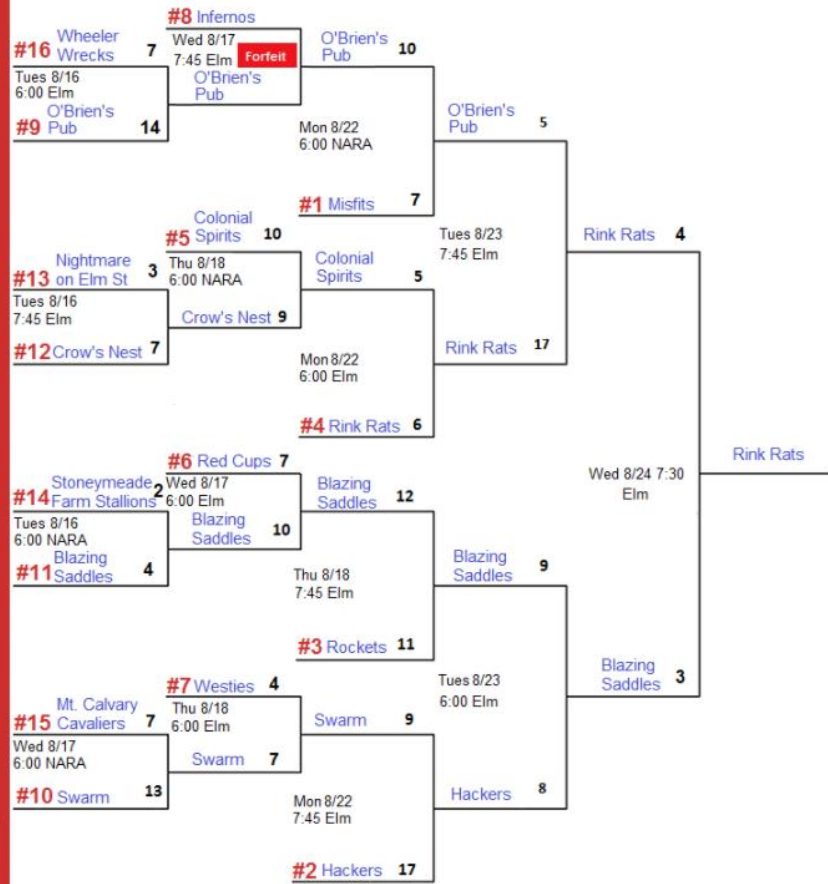 #8 Infernos
Wed 8/17
7:45 Elm Forfeit
#16 Wheeler
Wrecks 7
Tues 8/16
6:00 Elm
O'Brien's
Pub
#9 O'Brien's
Pub 14
O'Brien's
Pub 10
Mon 8/22
6:00 NARA
#1 Misfits 7
O'Brien's
Pub 5
#5 Colonial
Spirits 10
Thu 8/18
6:00 NARA
#13 Nightmare
on Elm St 3
Tues 8/16
7:45 Elm
Crow's Nest 9
#12 Crow's Nest 7
Colonial
Spirits 5
Mon 8/22
6:00 Elm
#4 Rink Rats 6
Tues 8/23
7:45 Elm
Rink Rats 17
Rink Rats 4
#6 Red Cups 7
Wed 8/17
6:00 Elm
#14 Stoneymeade
Farm Stallions 2
Tues 8/16
6:00 NARA
Blazing
Saddles 10
#11 Blazing
Saddles 4
Blazing
Saddles 12
Thu 8/18
7:45 Elm
#3 Rockets 11
Blazing
Saddles 9
Wed 8/24 7:30
Elm
Rink Rats
#7 Westies 4
Thu 8/18
6:00 Elm
#15 Mt. Calvary
Cavaliers 7
Wed 8/17
6:00 NARA
Swarm 7
#10 Swarm 13
Swarm 9
Mon 8/22
7:45 Elm
#2 Hackers 17
Tues 8/23
6:00 Elm
Hackers 8
Blazing
Saddles 3